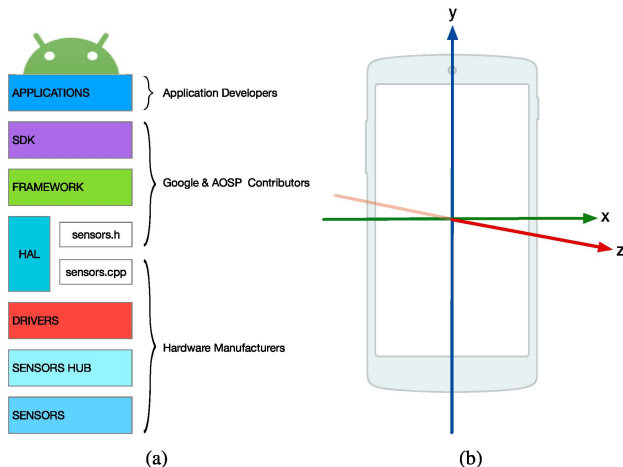 APPLICATIONS
Application Developers
SDK
FRAMEWORK
Google & AOSP Contributors
HAL
sensors.h
sensors.cpp
DRIVERS
Hardware Manufacturers
SENSORS HUB
SENSORS
(a)
y
x
z
(b)